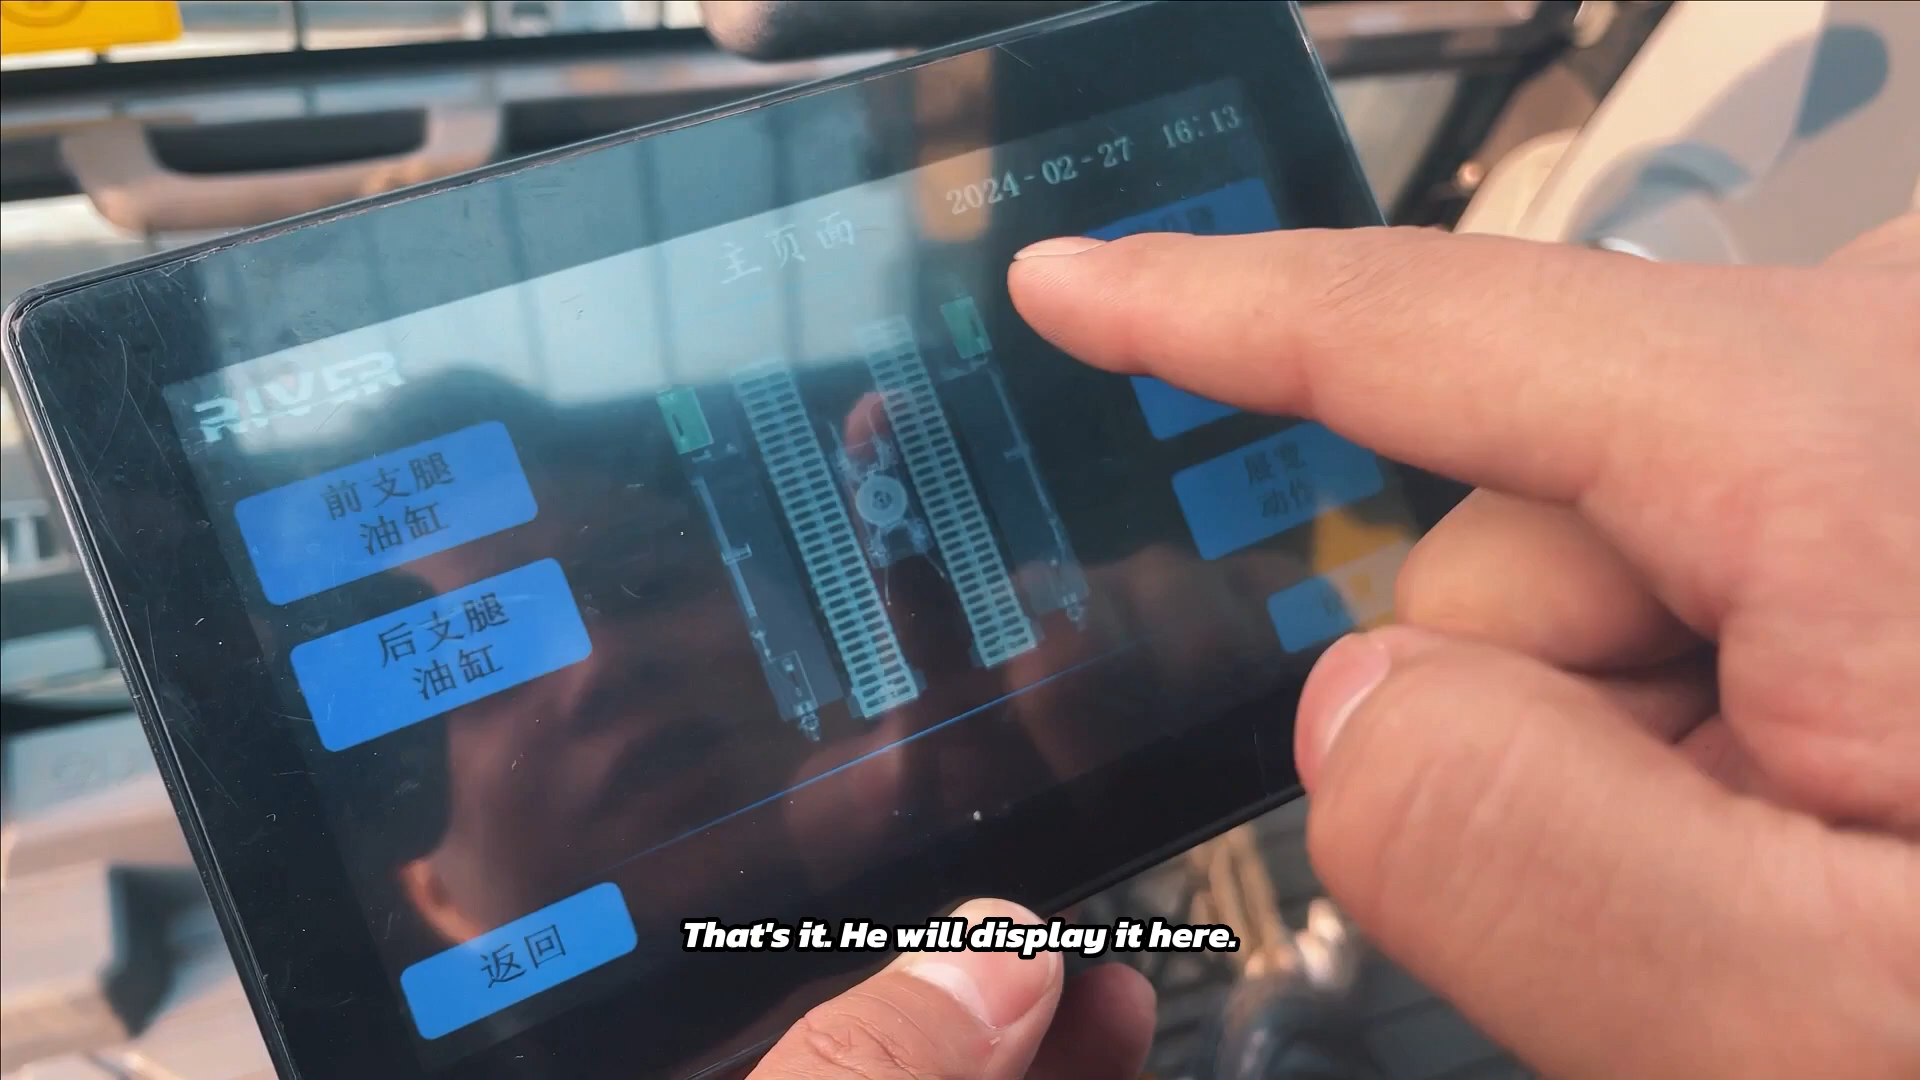 2024-02-27 16:13
主页面
RIVER
前支腿
油缸
后支腿
油缸
展宽
动作
返回
That's it. He will display it here.